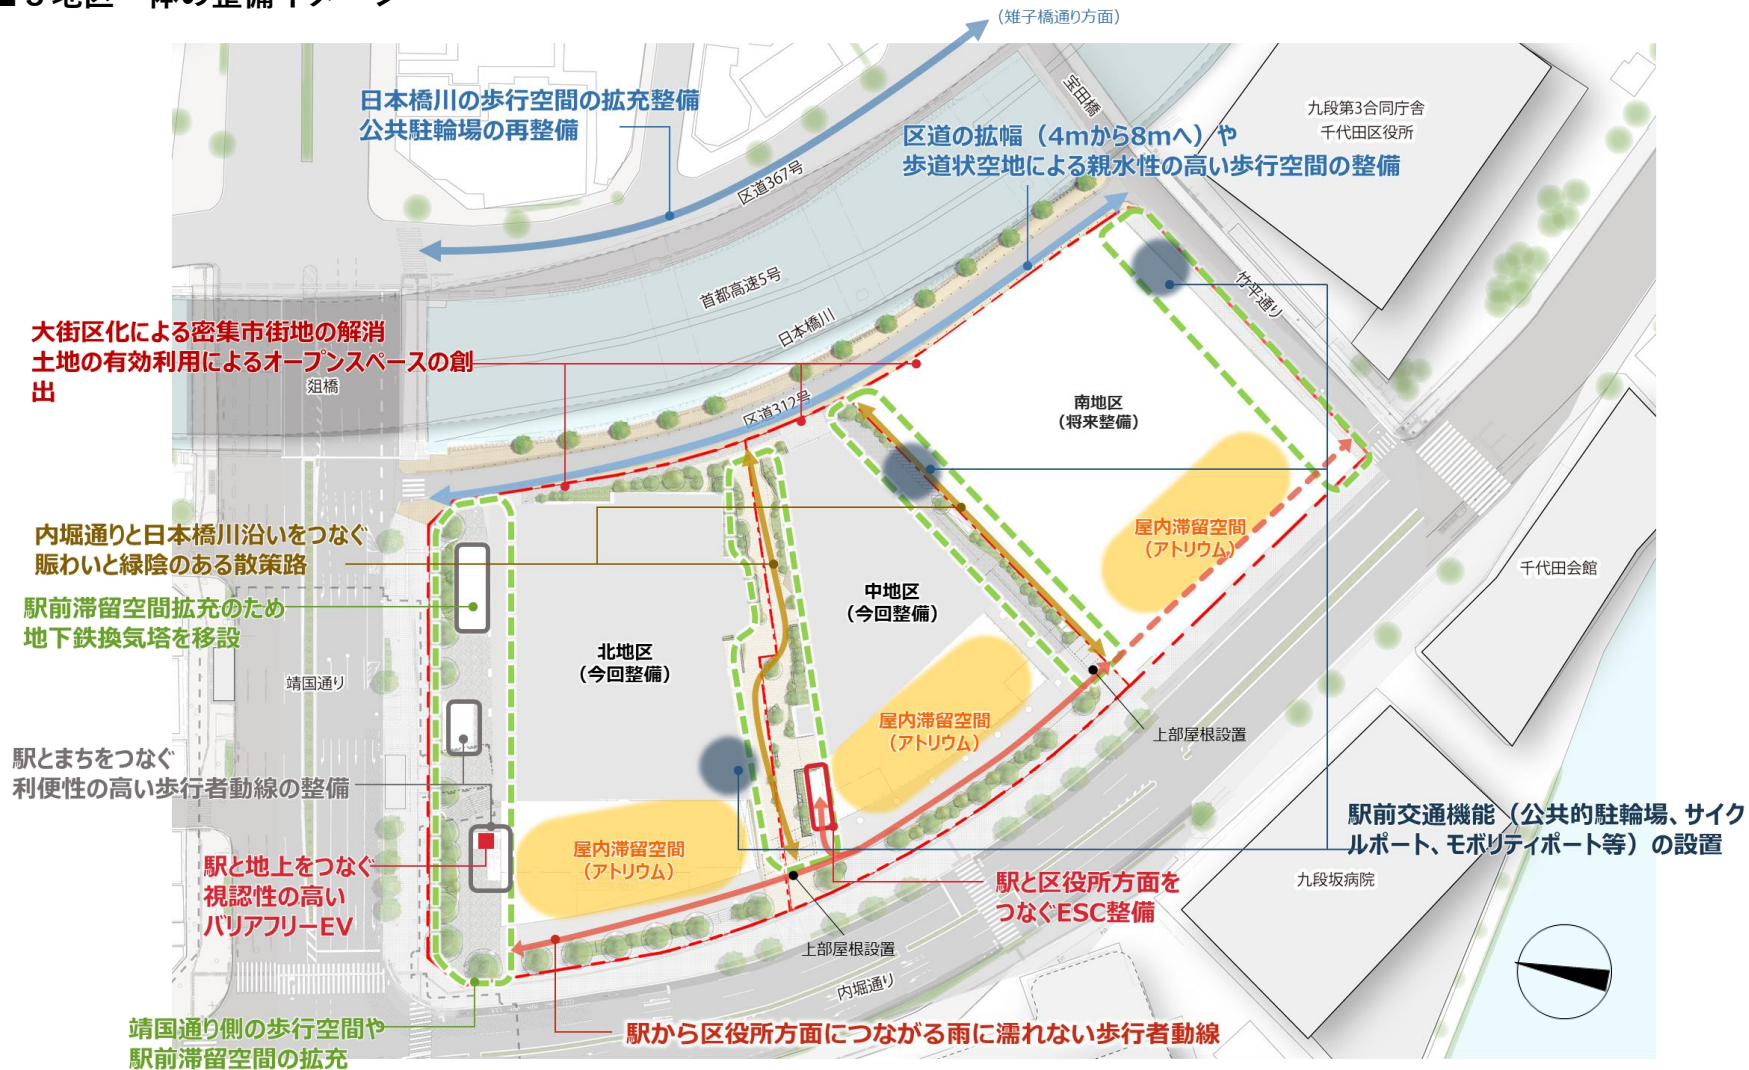 ■3地区一体の整備イメージ
（雉子橋通り方面）
日本橋川の歩行空間の拡充整備
公共駐輪場の再整備
宝田橋
九段第3合同庁舎
千代田区役所
区道の拡幅（4mから8mへ）や
歩道状空地による親水性の高い歩行空間の整備
区道367号
首都高速5号
日本橋川
竹平通り
大街区化による密集市街地の解消
土地の有効利用によるオープンスペースの創
出
俎橋
区道312号
南地区
（将来整備）
内堀通りと日本橋川沿いをつなぐ
賑わいと緑陰のある散策路
屋内滞留空間
（アトリウム）
千代田会館
中地区
（今回整備）
駅前滞留空間拡充のため
地下鉄換気塔を移設
北地区
（今回整備）
靖国通り
屋内滞留空間
（アトリウム）
上部屋根設置
駅とまちをつなぐ
利便性の高い歩行者動線の整備
駅前交通機能（公共的駐輪場、サイク
ルポート、モボリティポート等）の設置
屋内滞留空間
（アトリウム）
駅と地上をつなぐ
視認性の高い
バリアフリーEV
駅と区役所方面を
つなぐESC整備
九段坂病院
上部屋根設置
内堀通り
靖国通り側の歩行空間や
駅前滞留空間の拡充
駅から区役所方面につながる雨に濡れない歩行者動線